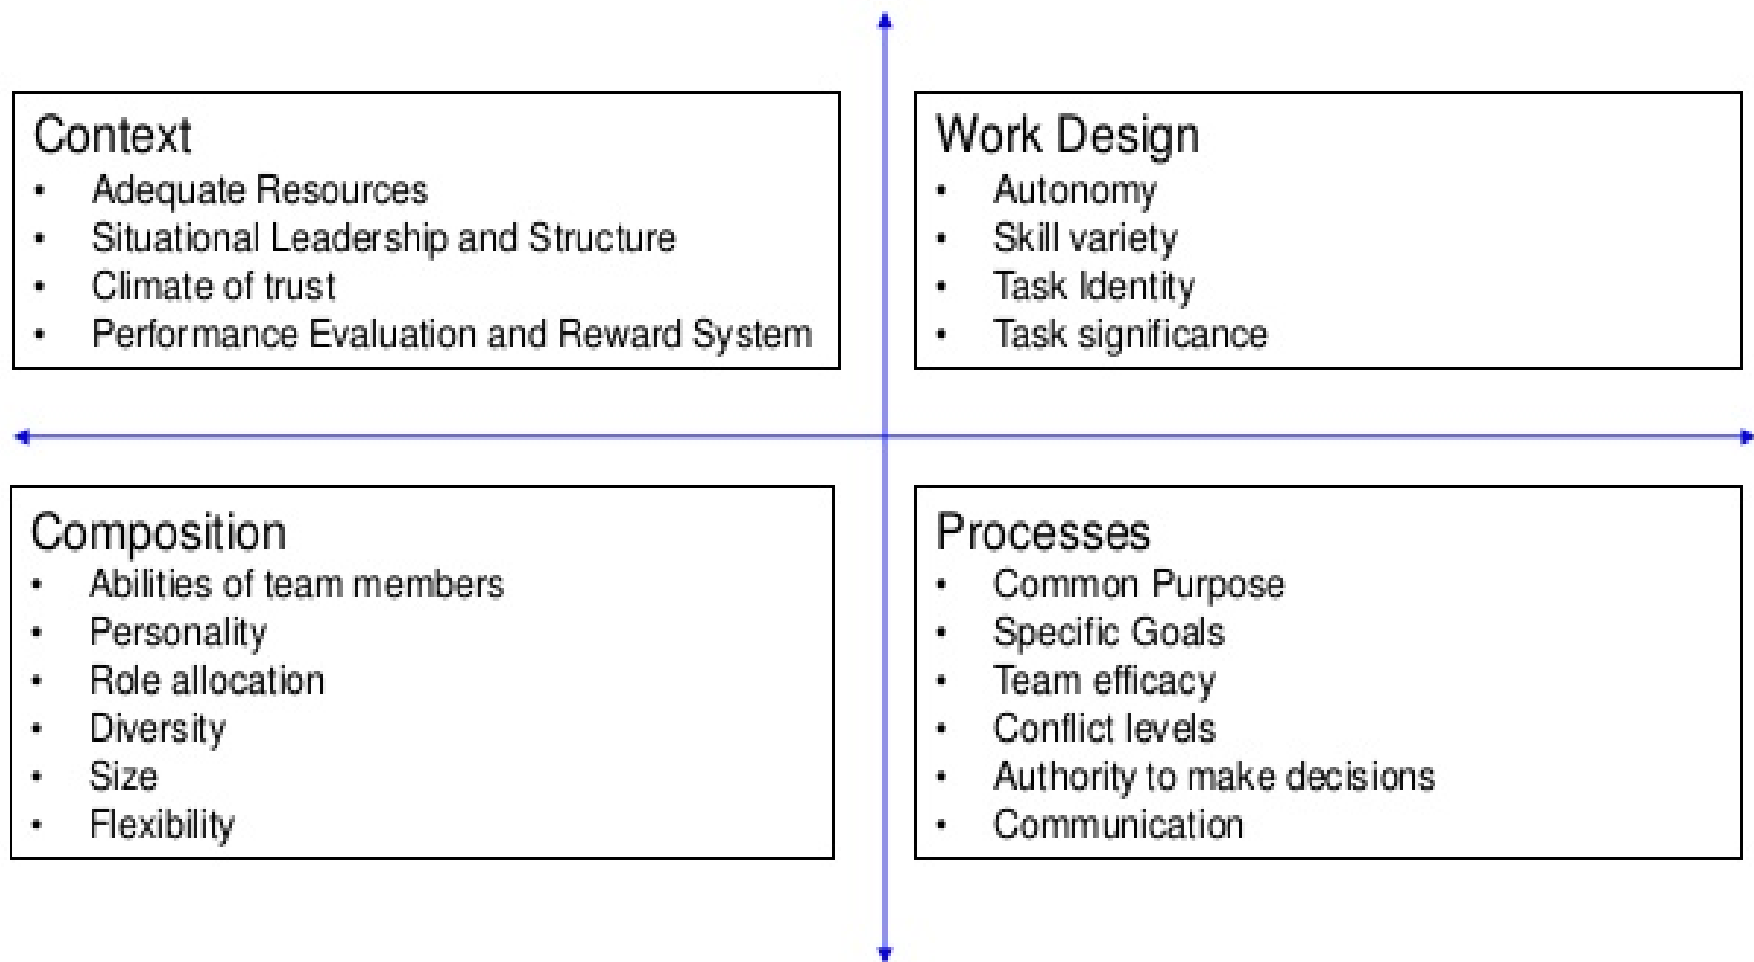 Context
• Adequate Resources
• Situational Leadership and Structure
• Climate of trust
• Performance Evaluation and Reward System
Work Design
• Autonomy
• Skill variety
• Task Identity
• Task significance
Composition
• Abilities of team members
• Personality
• Role allocation
• Diversity
• Size
• Flexibility
Processes
• Common Purpose
• Specific Goals
• Team efficacy
• Conflict levels
• Authority to make decisions
• Communication